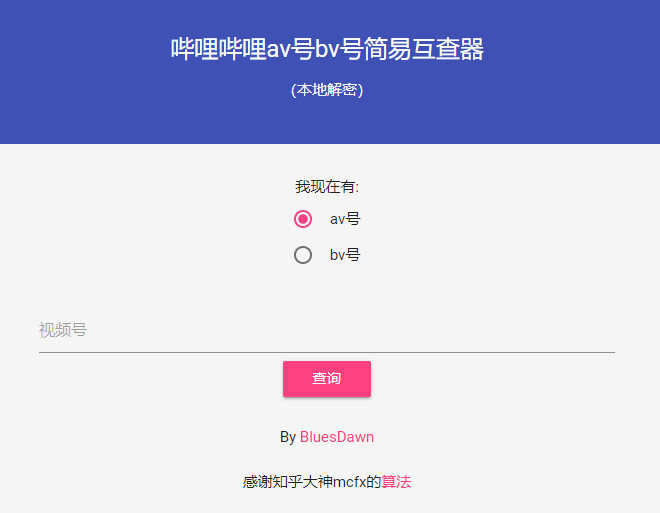 哔哩哔哩av号bv号简易互查器
(本地解密)
我现在有:
av号
bv号
视频号
查询
By BluesDawn
感谢知乎大神mcfx的算法